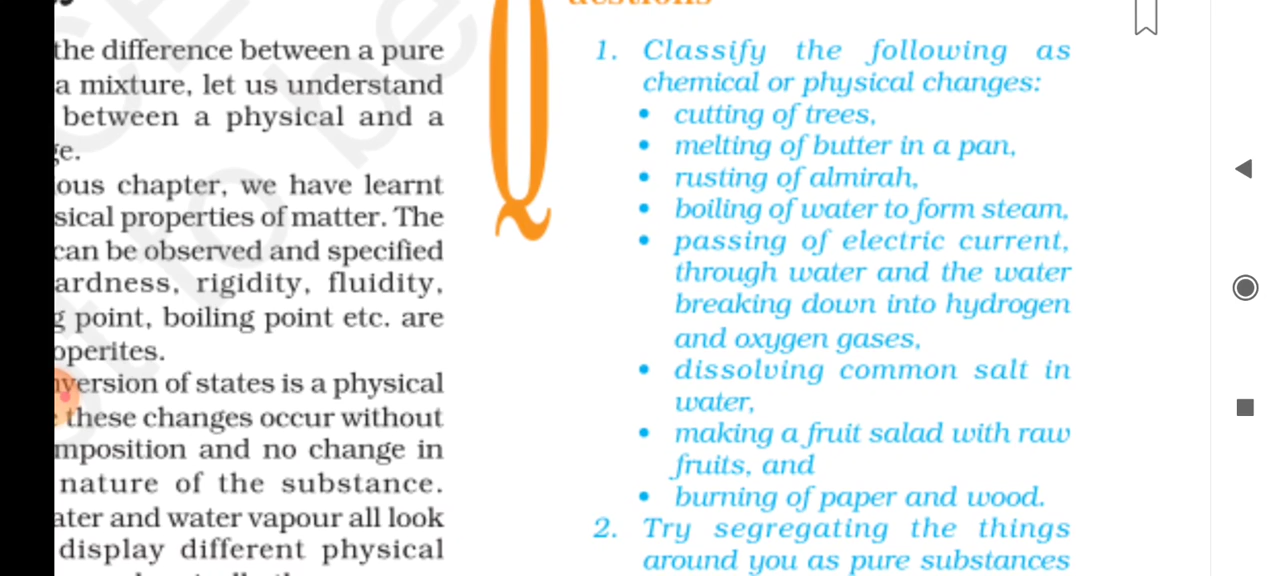 the difference between a pure
a mixture, let us understand
between a physical and a
ous chapter, we have learnt
sical properties of matter. The
can be observed and specified
ardness, rigidity, fluidity,
g point, boiling point etc. are
operites.
version of states is a physical
these changes occur without
mposition and no change in
nature of the substance.
ater and water vapour all look
display different physical
Q
uestions
1. Classify the following as
chemical or physical changes:
• cutting of trees,
• melting of butter in a pan,
• rusting of almirah,
• boiling of water to form steam,
• passing of electric current,
through water and the water
breaking down into hydrogen
and oxygen gases,
• dissolving common salt in
water,
• making a fruit salad with raw
fruits, and
• burning of paper and wood.
2. Try segregating the things
around you as pure substances